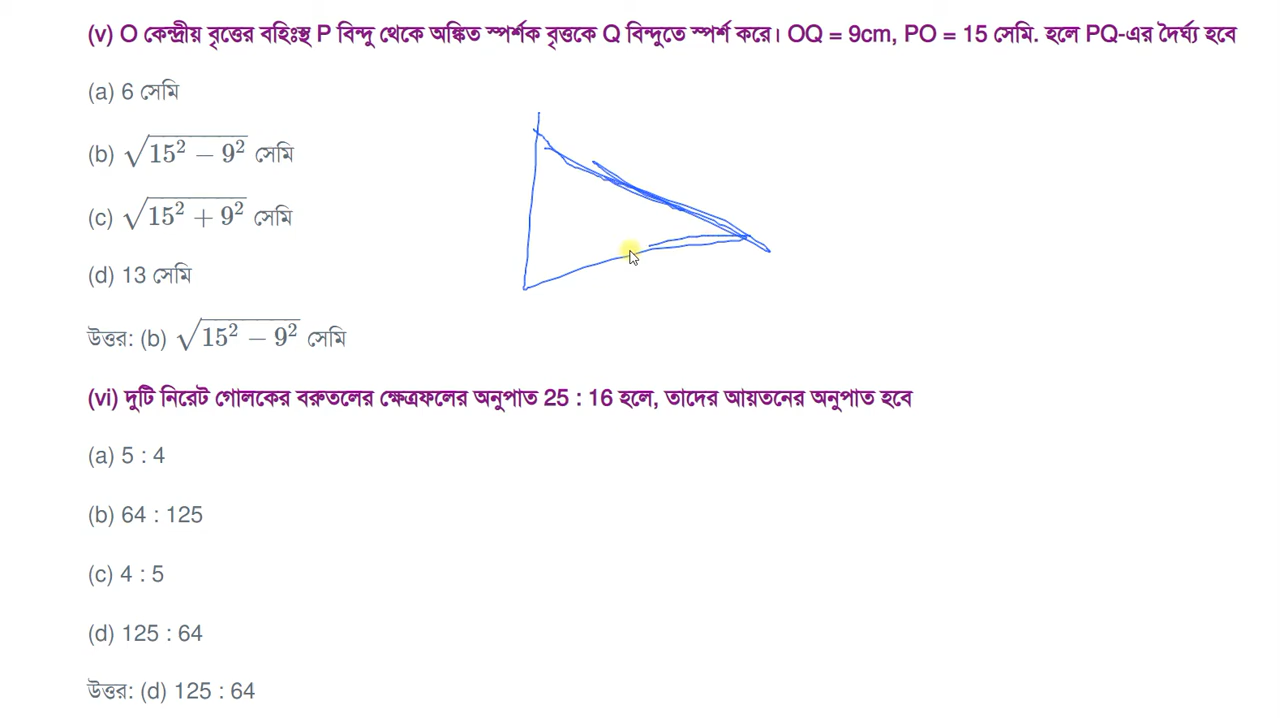 (v) O কেন্দ্রীয় বৃত্তের বহিঃস্থ P বিন্দু থেকে অঙ্কিত স্পর্শক বৃত্তকে Q বিন্দুতে স্পর্শ করে। OQ = 9cm, PO = 15 সেমি. হলে PQ-এর দৈর্ঘ্য হবে
(a) 6 সেমি
(b) √(15² − 9²) সেমি
(c) √(15² + 9²) সেমি
(d) 13 সেমি
উত্তর: (b) √(15² − 9²) সেমি
(vi) দুটি নিরেট গোলকের বক্রতলের ক্ষেত্রফলের অনুপাত 25 : 16 হলে, তাদের আয়তনের অনুপাত হবে
(a) 5 : 4
(b) 64 : 125
(c) 4 : 5
(d) 125 : 64
উত্তর: (d) 125 : 64